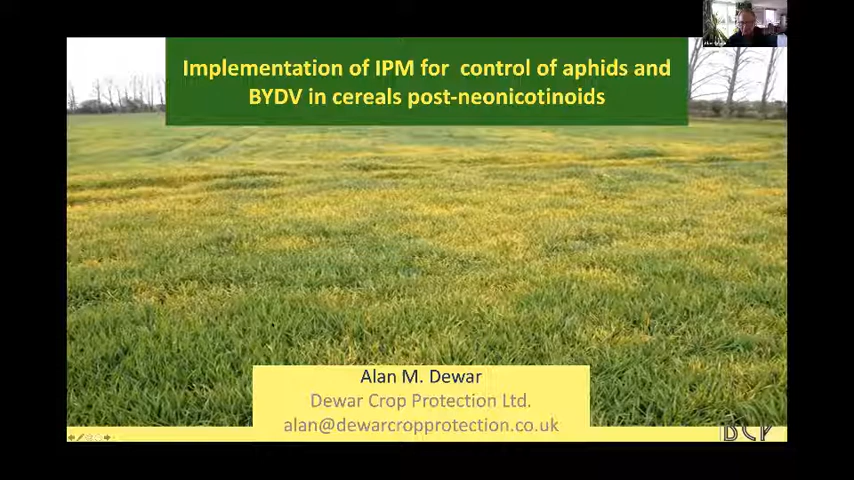 Implementation of IPM for control of aphids and
BYDV in cereals post-neonicotinoids
Alan M. Dewar
Dewar Crop Protection Ltd.
alan@dewarcropprotection.co.uk